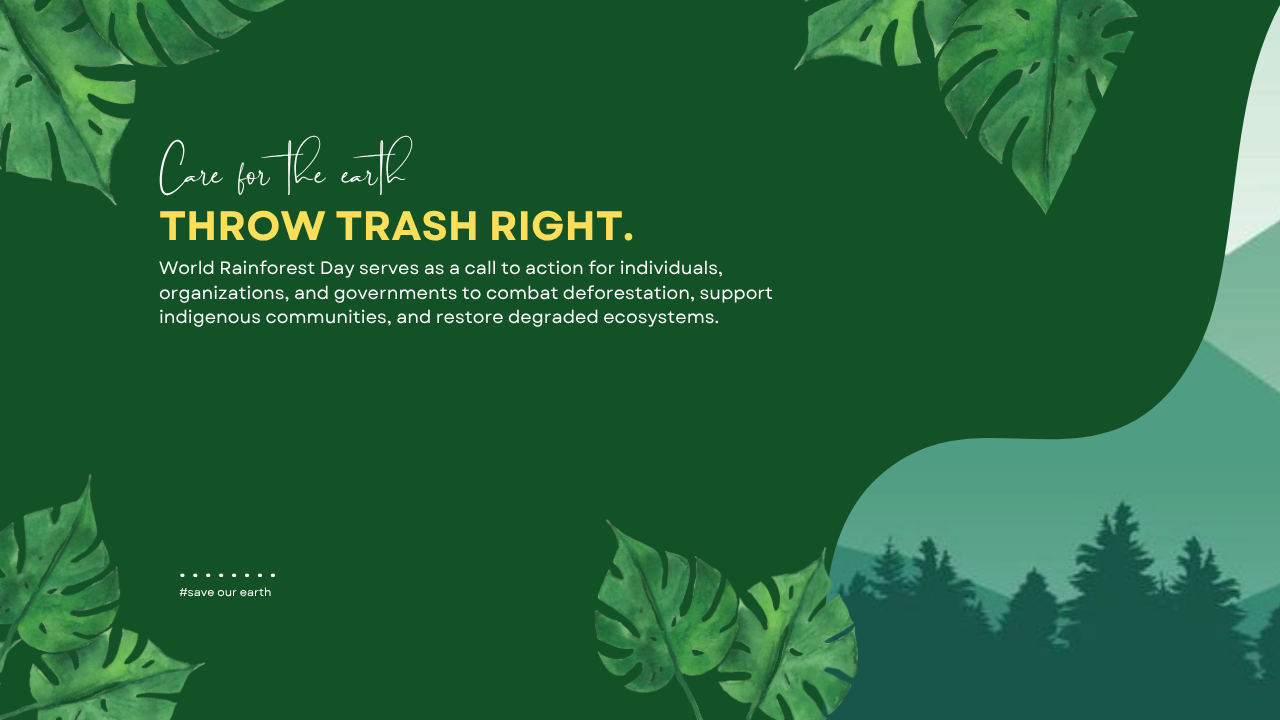 Care for the earth
THROW TRASH RIGHT.
World Rainforest Day serves as a call to action for individuals,
organizations, and governments to combat deforestation, support
indigenous communities, and restore degraded ecosystems.
#save our earth